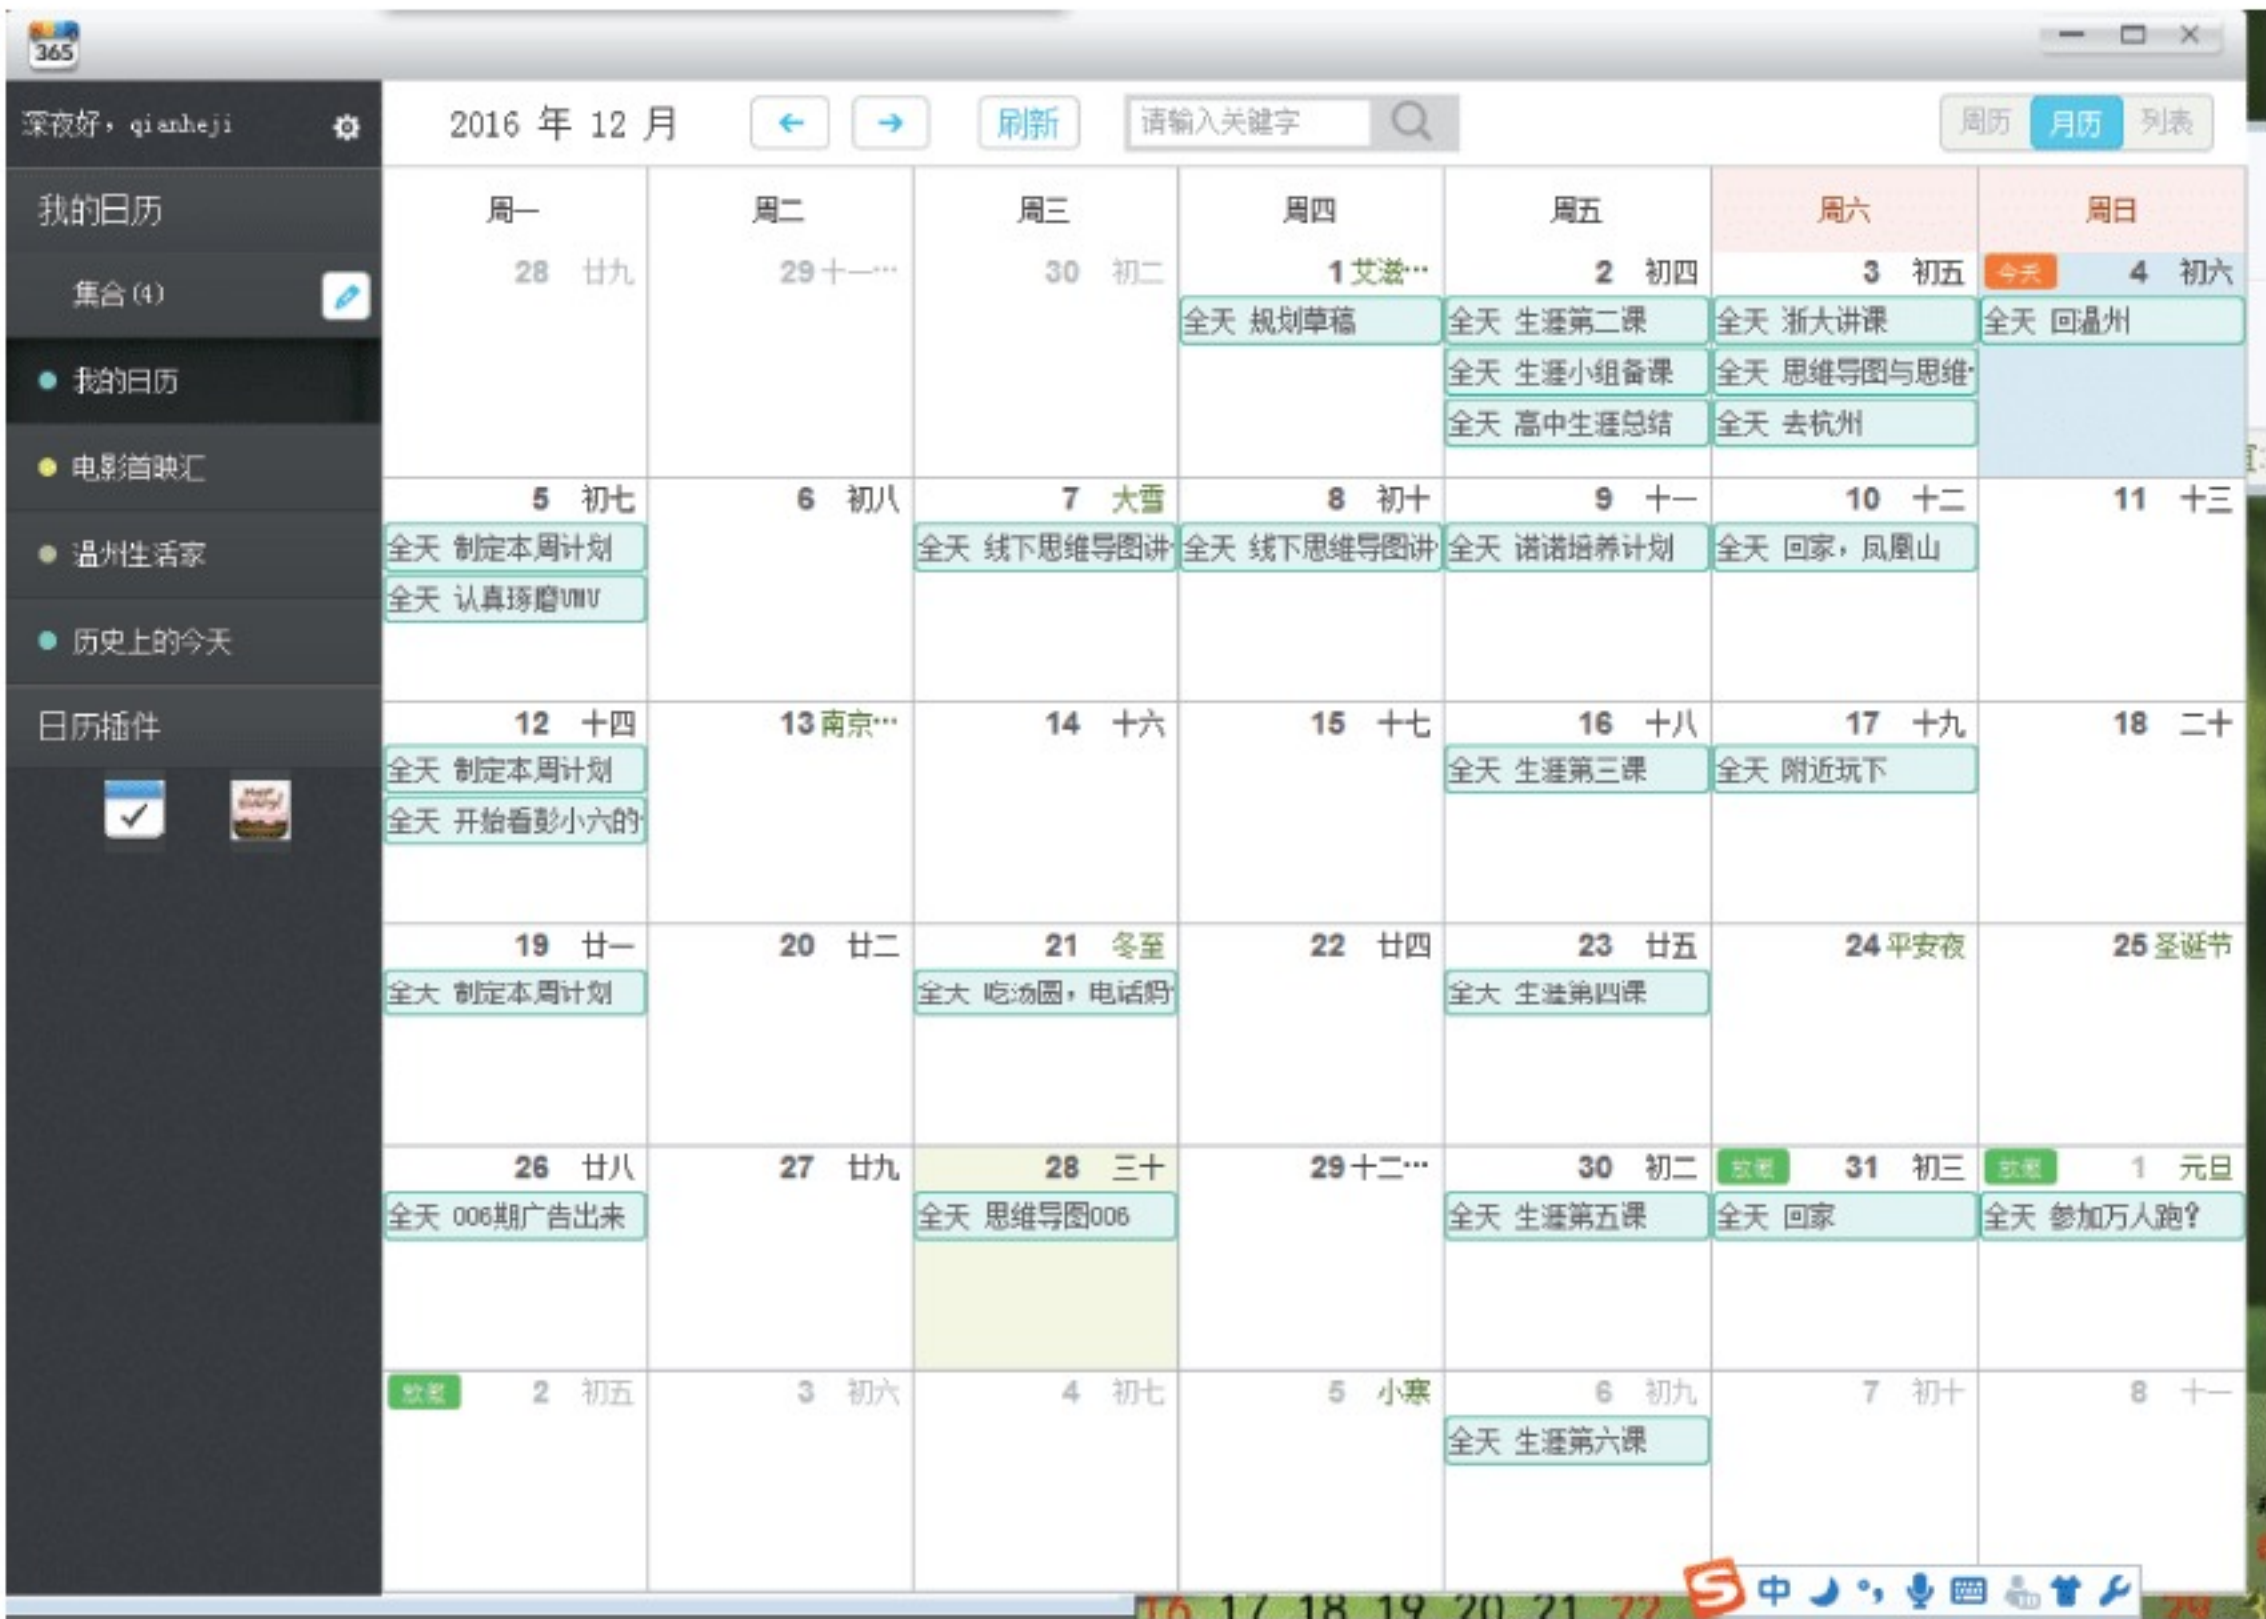 365
深夜好，qianheji
2016 年 12 月
刷新
请输入关键字
周历 月历 列表
我的日历
集合(4)
我的日历
电影首映汇
温州生活家
历史上的今天
日历插件
周一 周二 周三 周四 周五 周六 周日
28 廿九 29 十一… 30 初二 1 艾滋… 2 初四 3 初五 今天 4 初六
全天 规划草稿 全天 生涯第二课 全天 浙大讲课 全天 回温州
全天 生涯小组备课 全天 思维导图与思维
全天 高中生涯总结 全天 去杭州
5 初七 6 初八 7 大雪 8 初十 9 十一 10 十二 11 十三
全天 制定本周计划 全天 线下思维导图讲 全天 线下思维导图讲 全天 诺诺培养计划 全天 回家，凤凰山
全天 认真琢磨
12 十四 13 南京… 14 十六 15 十七 16 十八 17 十九 18 二十
全天 制定本周计划 全天 生涯第三课 全天 附近玩下
全天 开始看彭小六的
19 廿一 20 廿二 21 冬至 22 廿四 23 廿五 24 平安夜 25 圣诞节
全天 制定本周计划 全天 吃汤圆，电话妈 全天 生涯第四课
26 廿八 27 廿九 28 三十 29 十二… 30 初二 放假 31 初三 放假 1 元旦
全天 006期广告出来 全天 思维导图006 全天 生涯第五课 全天 回家 全天 参加万人跑？
放假 2 初五 3 初六 4 初七 5 小寒 6 初九 7 初十 8 十一
全天 生涯第六课
中
16 17 18 19 20 21 22 29